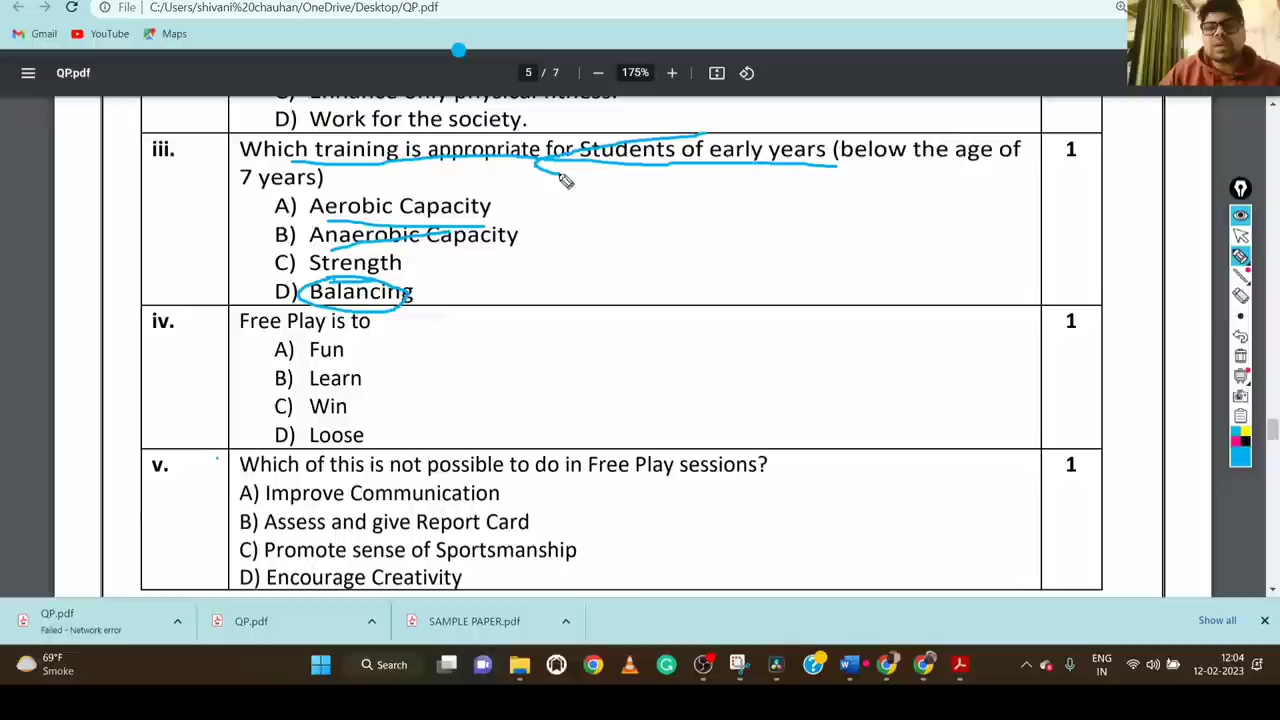 File
C:/Users/shivani%20chauhan/OneDrive/Desktop/QP.pdf
Gmail
YouTube
Maps
QP.pdf
5 / 7
175%
D) Work for the society.
1
iii. Which training is appropriate for Students of early years (below the age of
7 years)
A) Aerobic Capacity
B) Anaerobic Capacity
C) Strength
D) Balancing
iv. Free Play is to
1
A) Fun
B) Learn
C) Win
D) Loose
v. Which of this is not possible to do in Free Play sessions?
1
A) Improve Communication
B) Assess and give Report Card
C) Promote sense of Sportsmanship
D) Encourage Creativity
QP.pdf
Failed - Network error
QP.pdf
SAMPLE PAPER.pdf
Show all
69°F
Smoke
Search
ENG
IN
12:04
12-02-2023